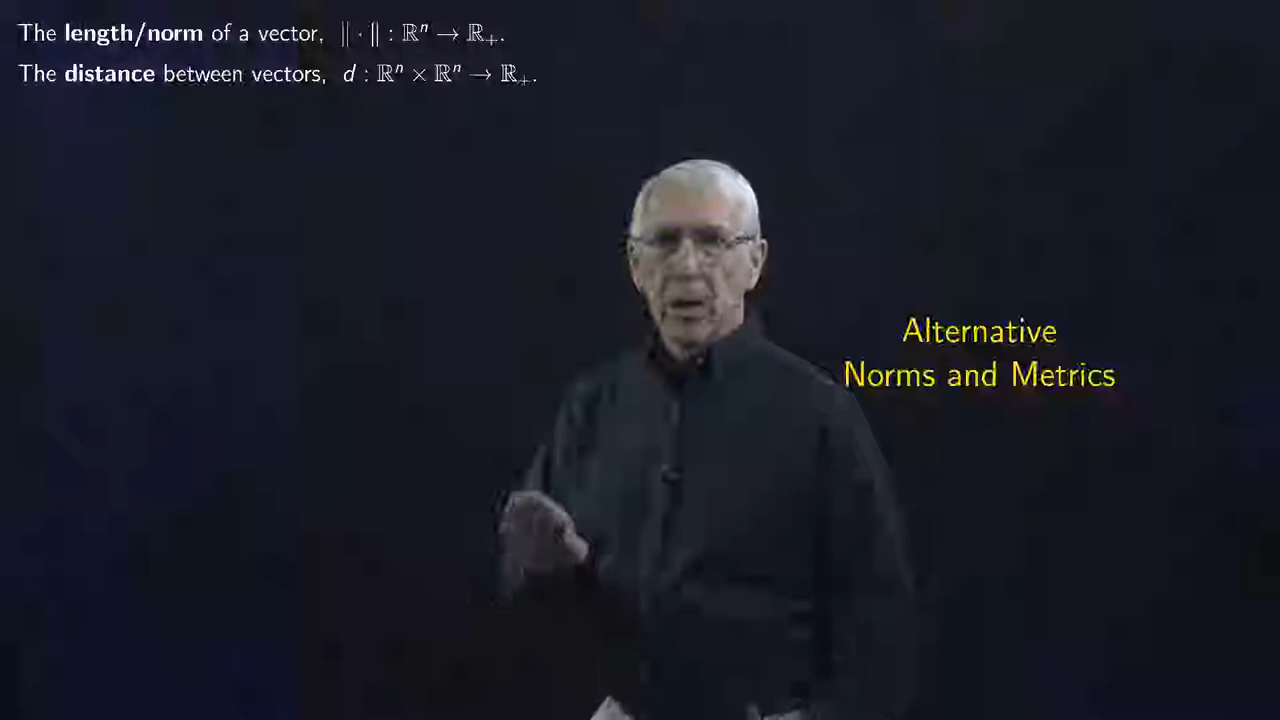 The length/norm of a vector, ‖ · ‖ : ℝⁿ → ℝ₊.
The distance between vectors, d : ℝⁿ × ℝⁿ → ℝ₊.
Alternative
Norms and Metrics